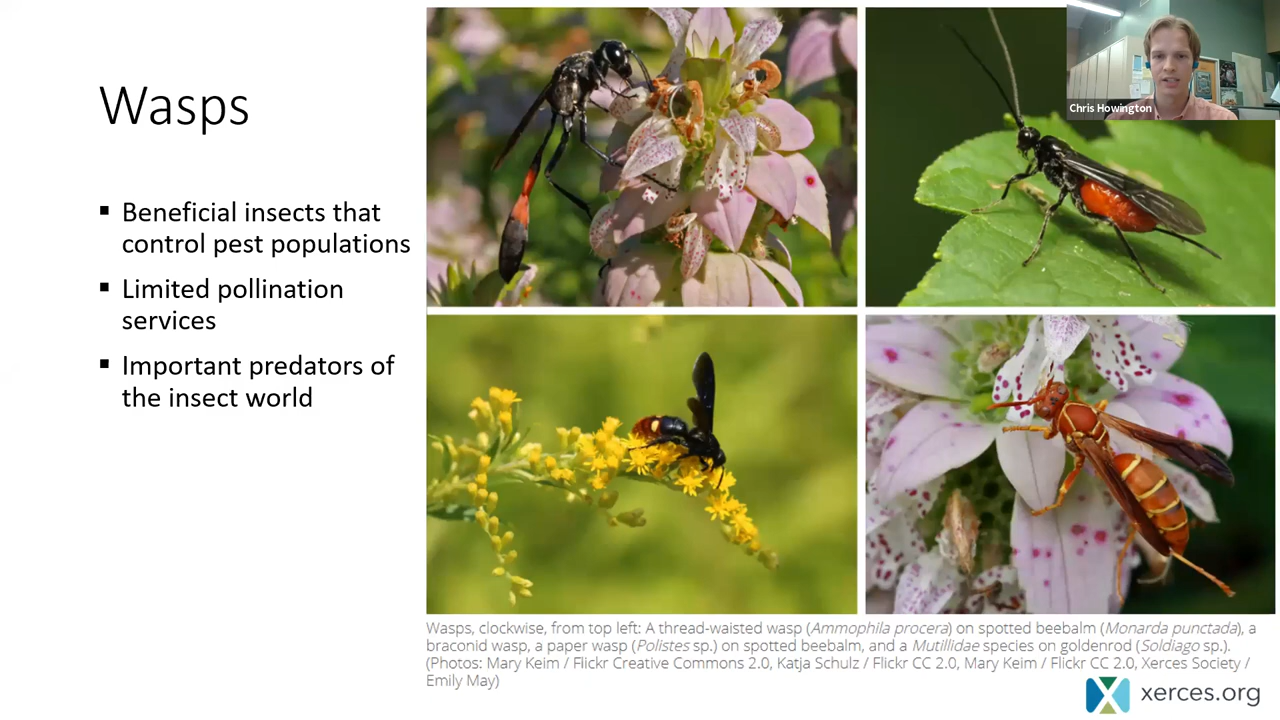 Wasps
▪ Beneficial insects that
control pest populations
▪ Limited pollination
services
▪ Important predators of
the insect world
Chris Howington
Wasps, clockwise, from top left: A thread-waisted wasp (Ammophila procera) on spotted beebalm (Monarda punctada), a
braconid wasp, a paper wasp (Polistes sp.) on spotted beebalm, and a Mutillidae species on goldenrod (Soldiago sp.).
(Photos: Mary Keim / Flickr Creative Commons 2.0, Katja Schulz / Flickr CC 2.0, Mary Keim / Flickr CC 2.0, Xerces Society /
Emily May)
xerces.org